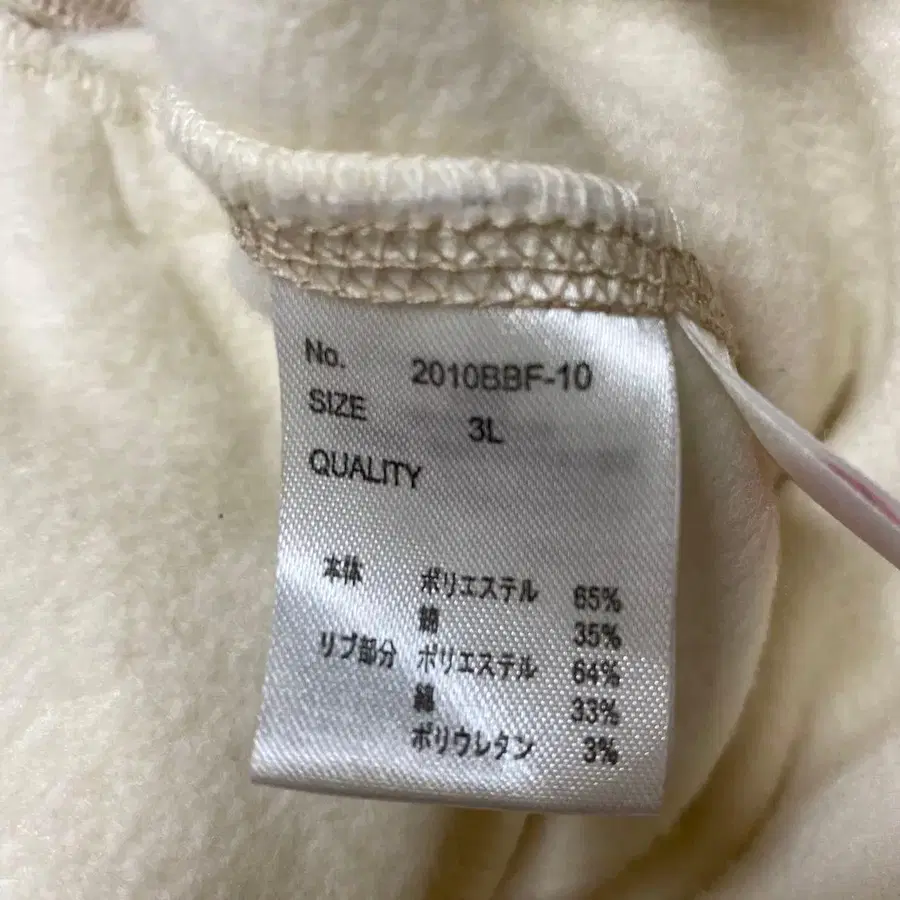 No. 2010BBF-10
SIZE 3L
QUALITY
本体 ポリエステル 65%
綿 35%
リブ部分 ポリエステル 64%
綿 33%
ポリウレタン 3%